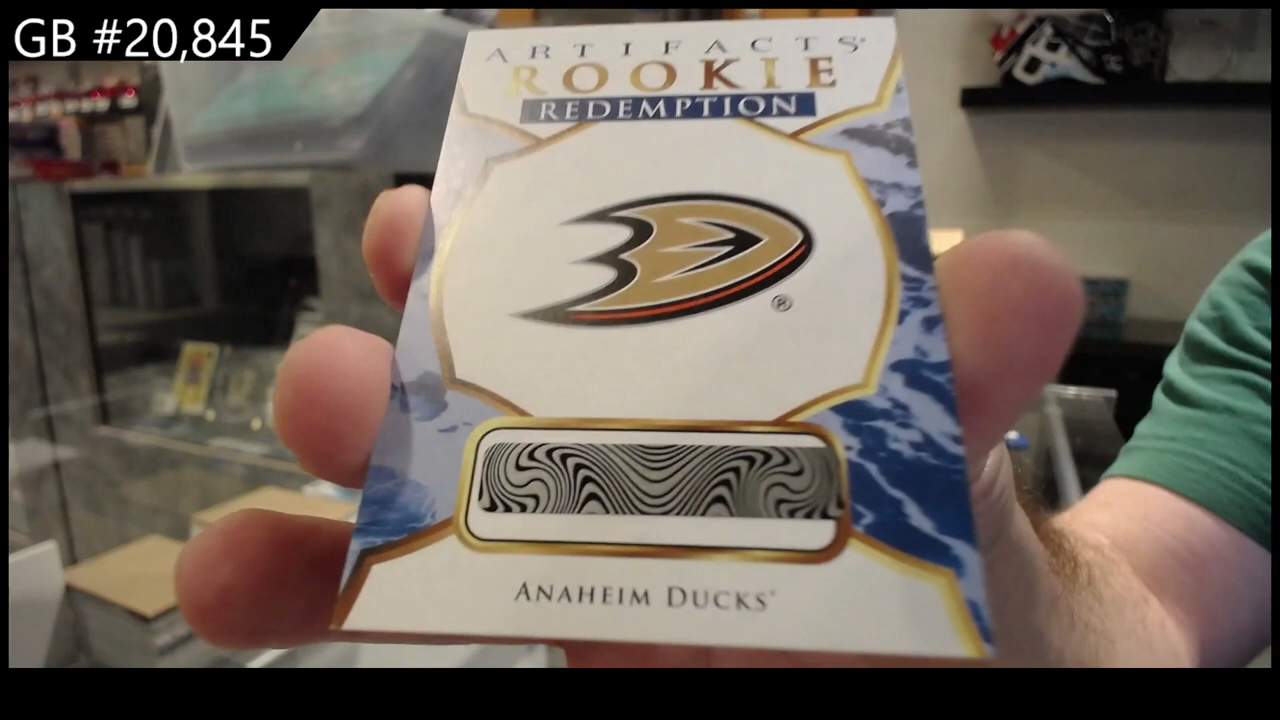 GB #20,845
ARTIFACTS
ROOKIE
REDEMPTION
®
ANAHEIM DUCKS